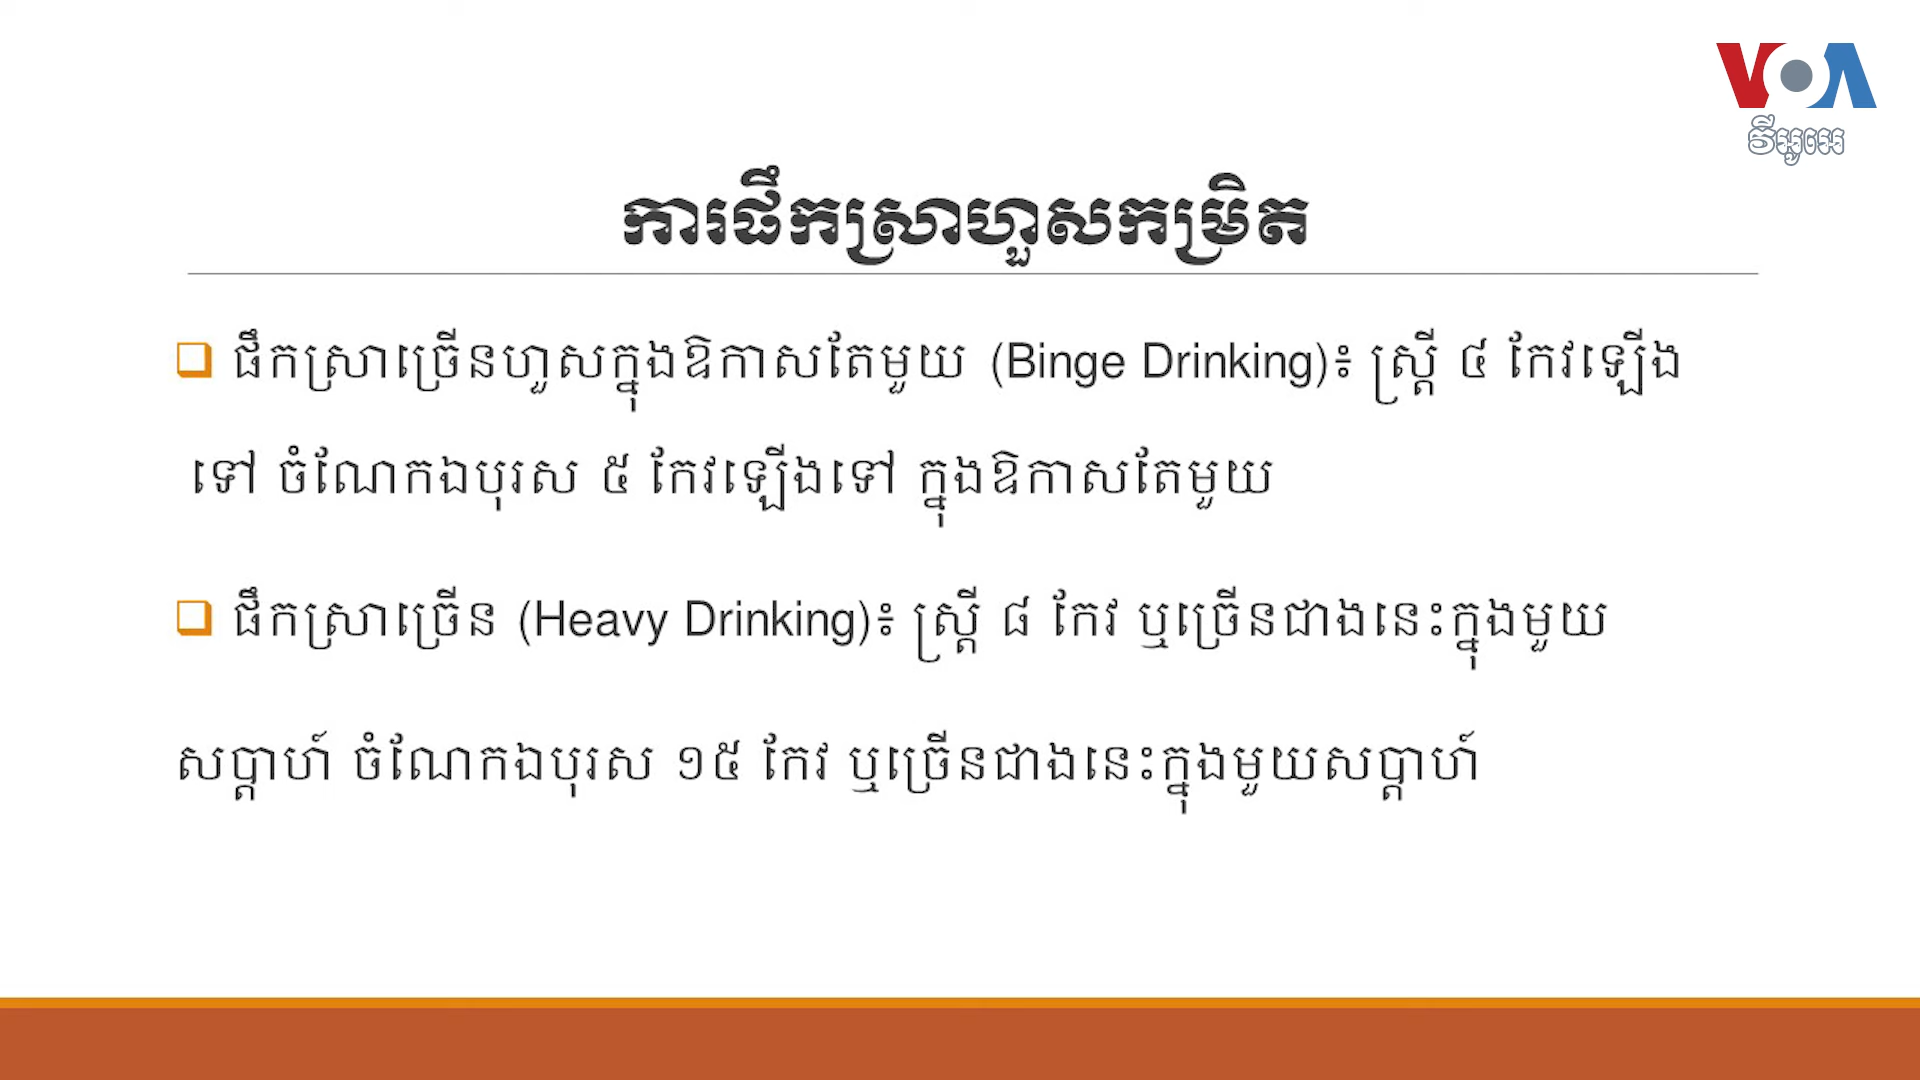 VOA
វីអូអេ
ការផឹកស្រាហួសកម្រិត
❑ ផឹកស្រាច្រើនហួសក្នុងឱកាសតែមួយ (Binge Drinking)៖ ស្ត្រី ៤ កែវឡើង
ទៅ ចំណែកឯបុរស ៥ កែវឡើងទៅ ក្នុងឱកាសតែមួយ
❑ ផឹកស្រាច្រើន (Heavy Drinking)៖ ស្ត្រី ៨ កែវ ឬច្រើនជាងនេះក្នុងមួយ
សប្តាហ៍ ចំណែកឯបុរស ១៥ កែវ ឬច្រើនជាងនេះក្នុងមួយសប្តាហ៍